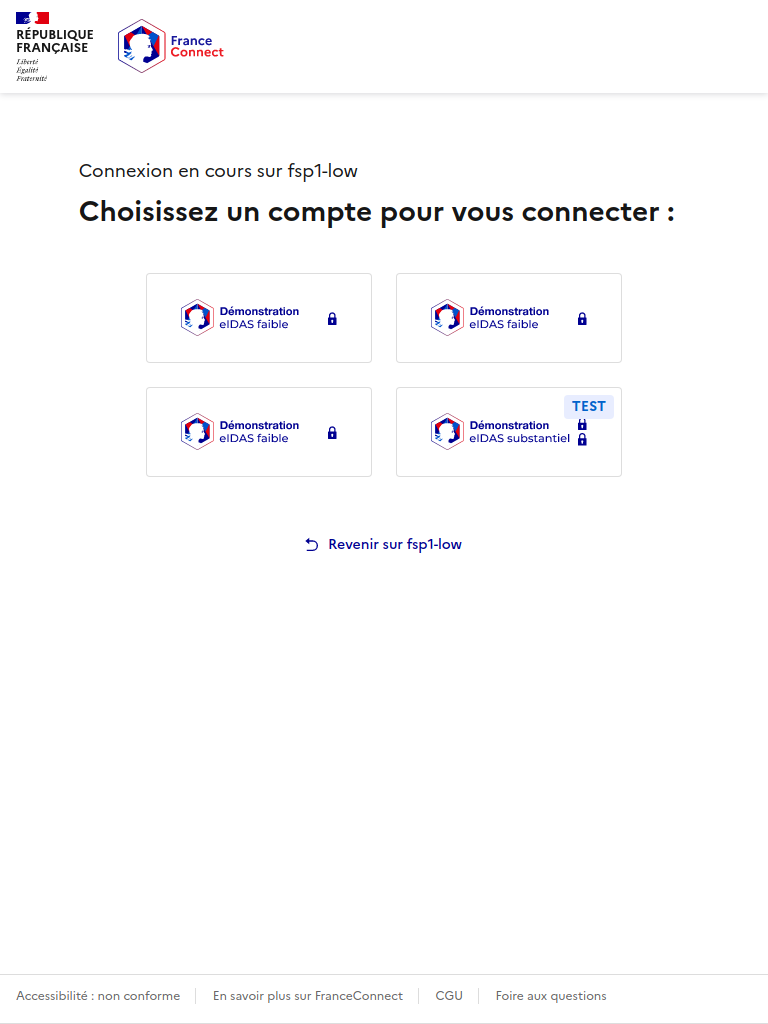 RÉPUBLIQUE
FRANÇAISE
Liberté
Égalité
Fraternité
France
Connect
Connexion en cours sur fsp1-low
Choisissez un compte pour vous connecter :
Démonstration
eIDAS faible
Démonstration
eIDAS faible
Démonstration
eIDAS faible
TEST
Démonstration
eIDAS substantiel
Revenir sur fsp1-low
Accessibilité : non conforme
En savoir plus sur FranceConnect
CGU
Foire aux questions